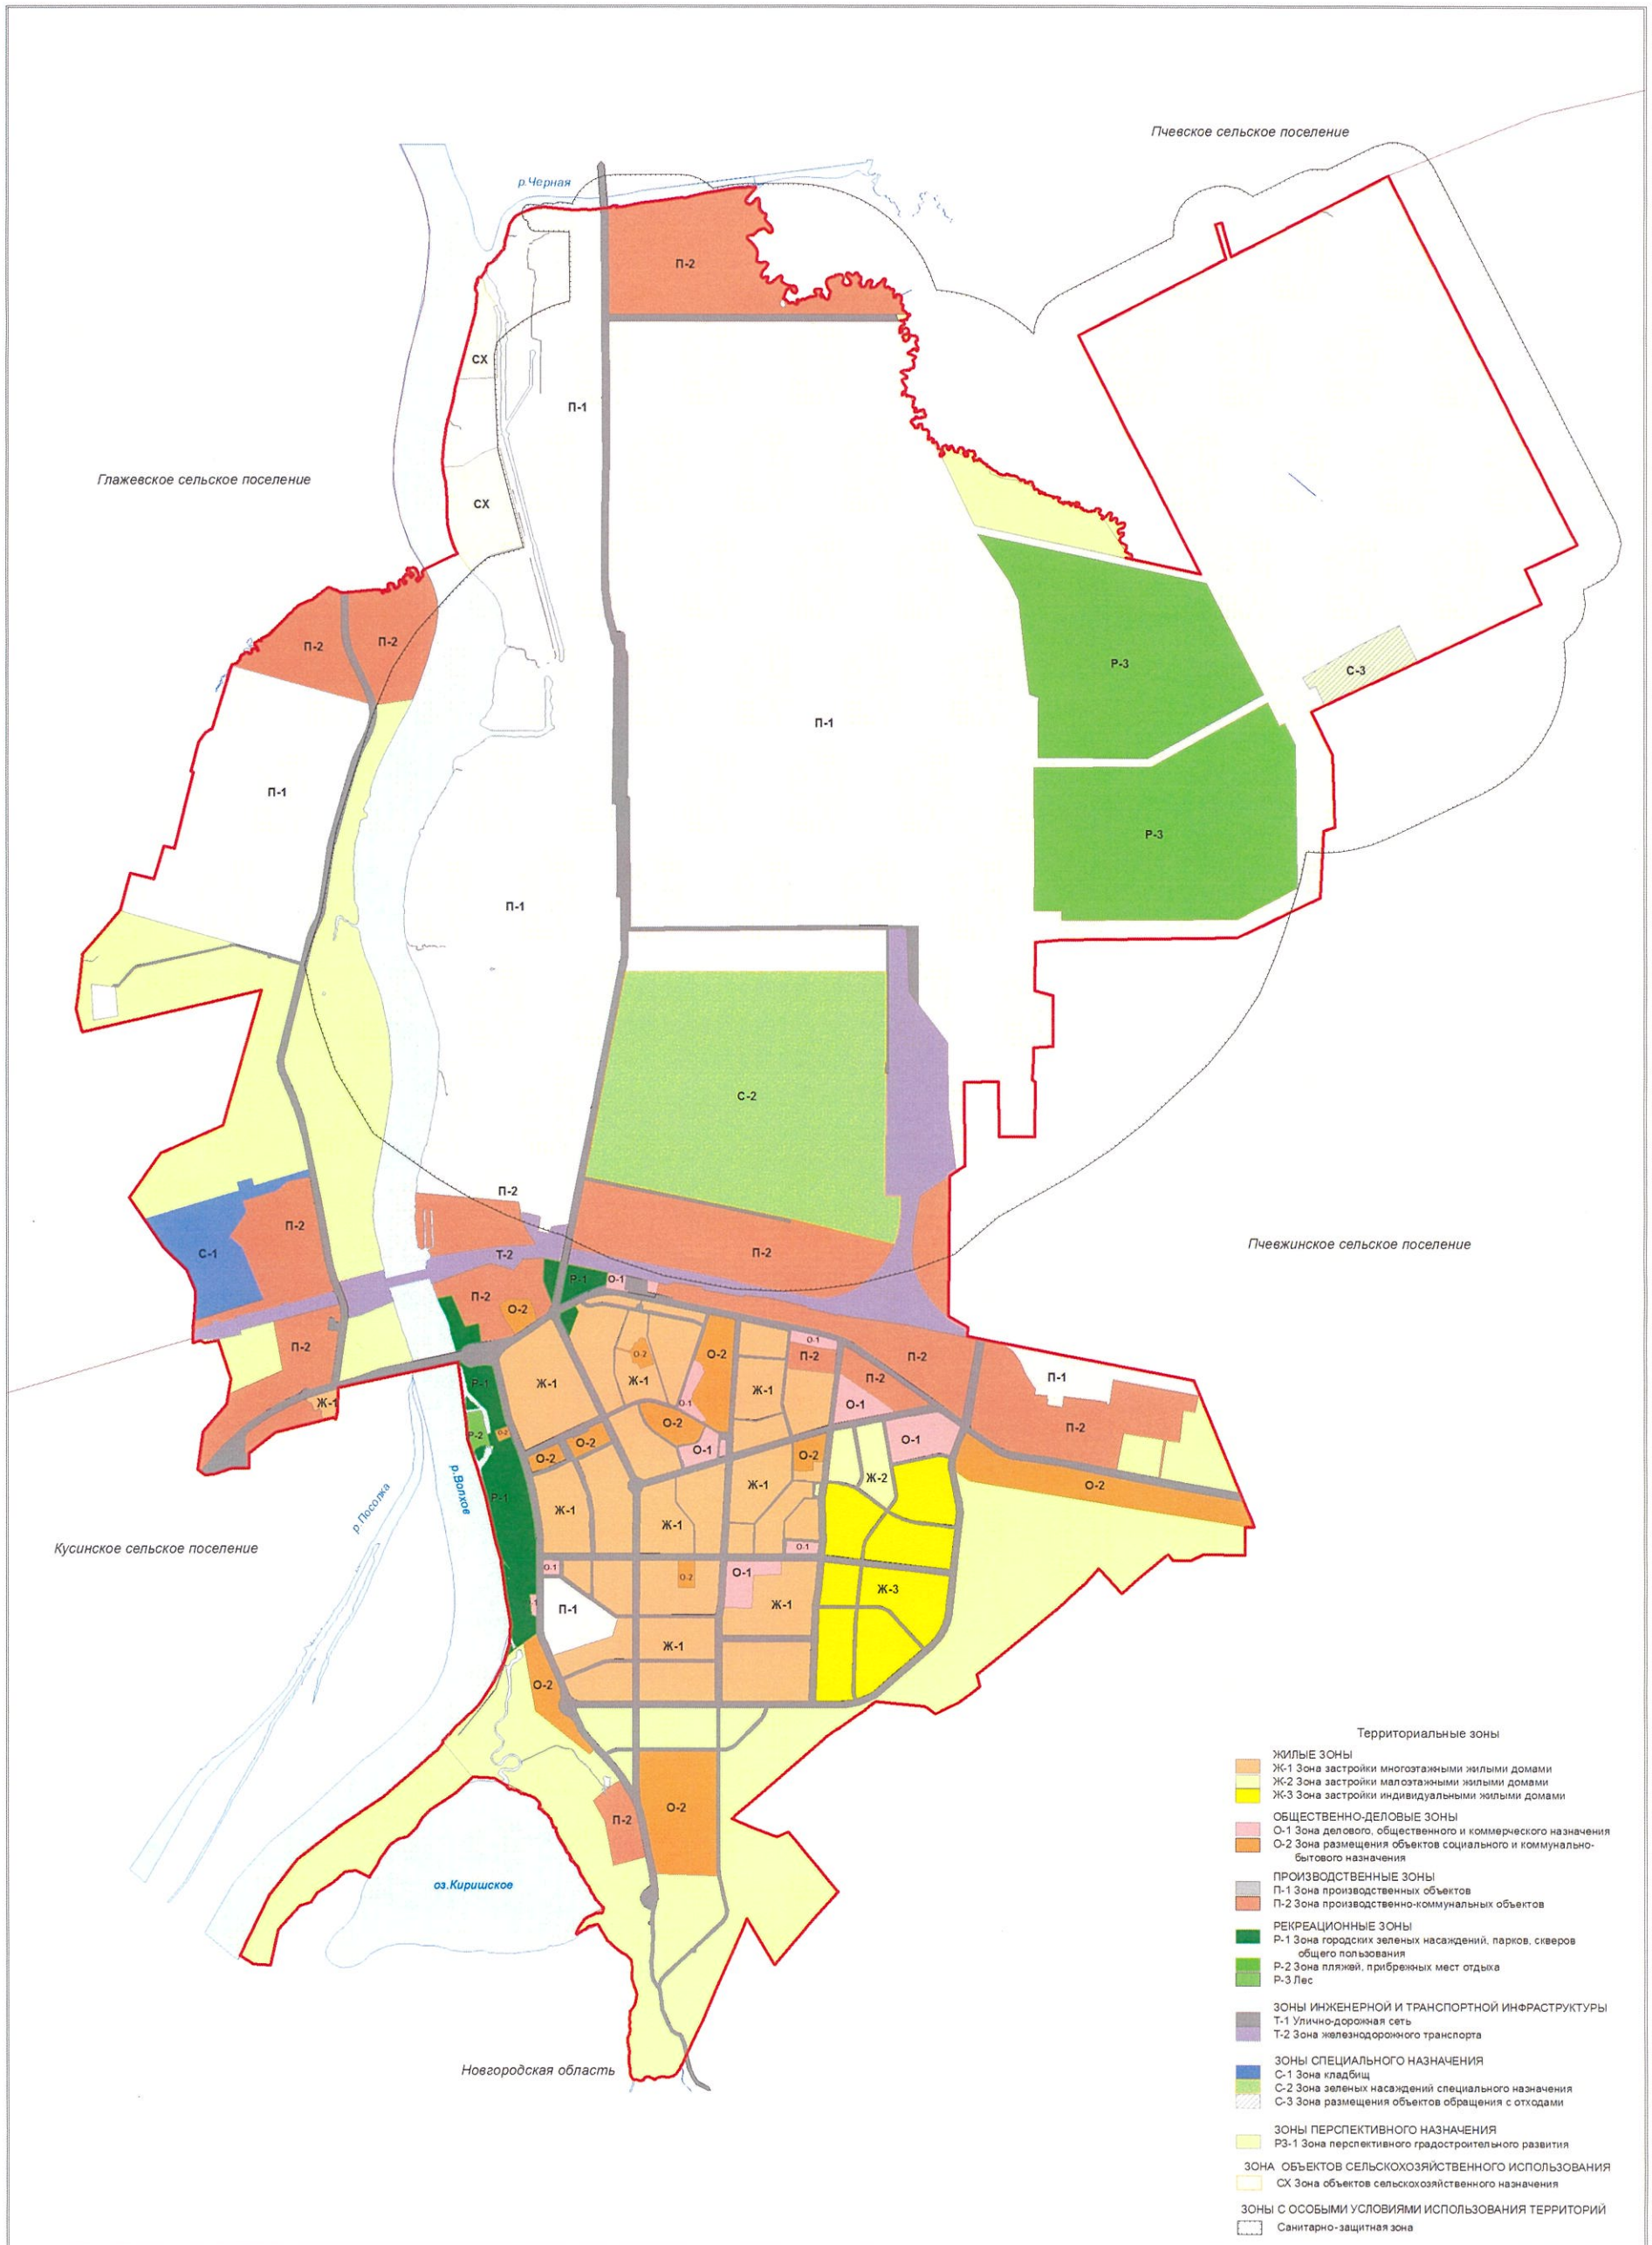 Пчевское сельское поселение
р.Черная
П-2
СХ
П-1
Глажевское сельское поселение
СХ
П-2
П-2
Р-3
С-3
П-1
П-1
Р-3
П-1
С-2
П-2
П-2
С-1
Т-2
П-2
Пчевжинское сельское поселение
Р-1
О-1
П-2
О-2
П-2
О-1
О-2
О-2
П-2
П-2
П-1
Р-1
Ж-1
Ж-1
Ж-1
П-2
Ж-1
О-1
О-1
О-2
П-2
Р-2
О-2
О-2
О-1
О-1
О-2
О-2
Ж-2
р.Волхов
р.Посолка
Р-1
Ж-1
Ж-1
Ж-1
О-2
Кусинское сельское поселение
О-1
О-1
О-2
О-1
Ж-3
П-1
Ж-1
Ж-1
О-2
П-2
О-2
оз.Киришское
Новгородская область
Территориальные зоны
ЖИЛЫЕ ЗОНЫ
Ж-1 Зона застройки многоэтажными жилыми домами
Ж-2 Зона застройки малоэтажными жилыми домами
Ж-3 Зона застройки индивидуальными жилыми домами
ОБЩЕСТВЕННО-ДЕЛОВЫЕ ЗОНЫ
О-1 Зона делового, общественного и коммерческого назначения
О-2 Зона размещения объектов социального и коммунально-
бытового назначения
ПРОИЗВОДСТВЕННЫЕ ЗОНЫ
П-1 Зона производственных объектов
П-2 Зона производственно-коммунальных объектов
РЕКРЕАЦИОННЫЕ ЗОНЫ
Р-1 Зона городских зеленых насаждений, парков, скверов
общего пользования
Р-2 Зона пляжей, прибрежных мест отдыха
Р-3 Лес
ЗОНЫ ИНЖЕНЕРНОЙ И ТРАНСПОРТНОЙ ИНФРАСТРУКТУРЫ
Т-1 Улично-дорожная сеть
Т-2 Зона железнодорожного транспорта
ЗОНЫ СПЕЦИАЛЬНОГО НАЗНАЧЕНИЯ
С-1 Зона кладбищ
С-2 Зона зеленых насаждений специального назначения
С-3 Зона размещения объектов обращения с отходами
ЗОНЫ ПЕРСПЕКТИВНОГО НАЗНАЧЕНИЯ
РЗ-1 Зона перспективного градостроительного развития
ЗОНА ОБЪЕКТОВ СЕЛЬСКОХОЗЯЙСТВЕННОГО ИСПОЛЬЗОВАНИЯ
СХ Зона объектов сельскохозяйственного назначения
ЗОНЫ С ОСОБЫМИ УСЛОВИЯМИ ИСПОЛЬЗОВАНИЯ ТЕРРИТОРИЙ
Санитарно-защитная зона